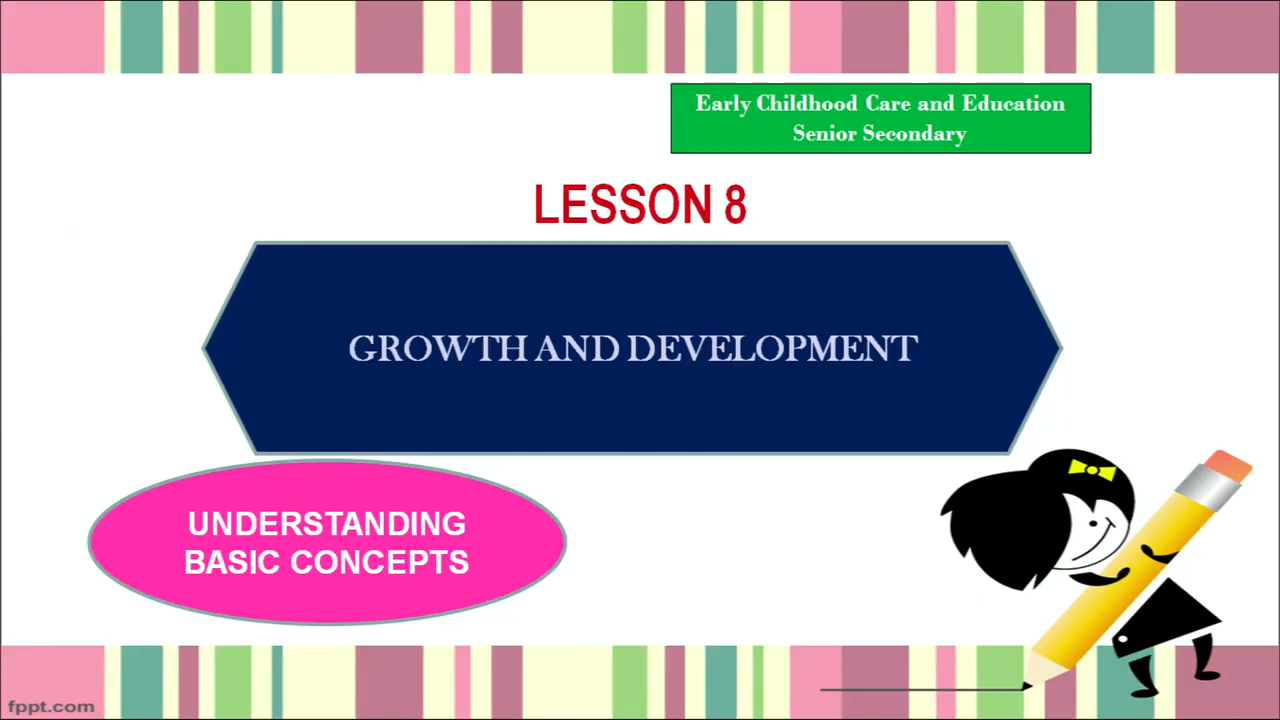 Early Childhood Care and Education
Senior Secondary
LESSON 8
GROWTH AND DEVELOPMENT
UNDERSTANDING
BASIC CONCEPTS
fppt.com